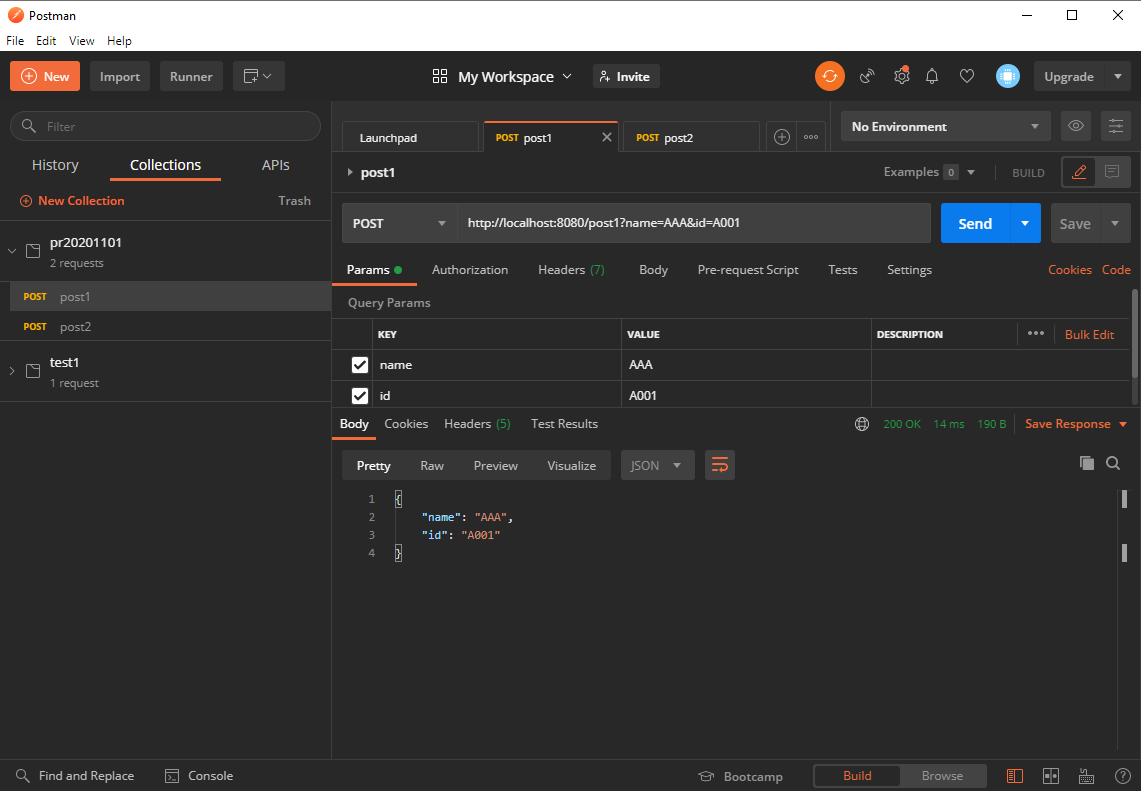 Postman
File Edit View Help
New Import Runner My Workspace Invite Upgrade
Filter
History Collections APIs
New Collection Trash
pr20201101
2 requests
POST post1
POST post2
test1
1 request
Launchpad POST post1 POST post2 No Environment
post1 Examples 0 BUILD
POST http://localhost:8080/post1?name=AAA&id=A001 Send Save
Params Authorization Headers (7) Body Pre-request Script Tests Settings Cookies Code
Query Params
KEY VALUE DESCRIPTION Bulk Edit
name AAA
id A001
Body Cookies Headers (5) Test Results 200 OK 14 ms 190 B Save Response
Pretty Raw Preview Visualize JSON
1 {
2 "name": "AAA",
3 "id": "A001"
4 }
Find and Replace Console Bootcamp Build Browse